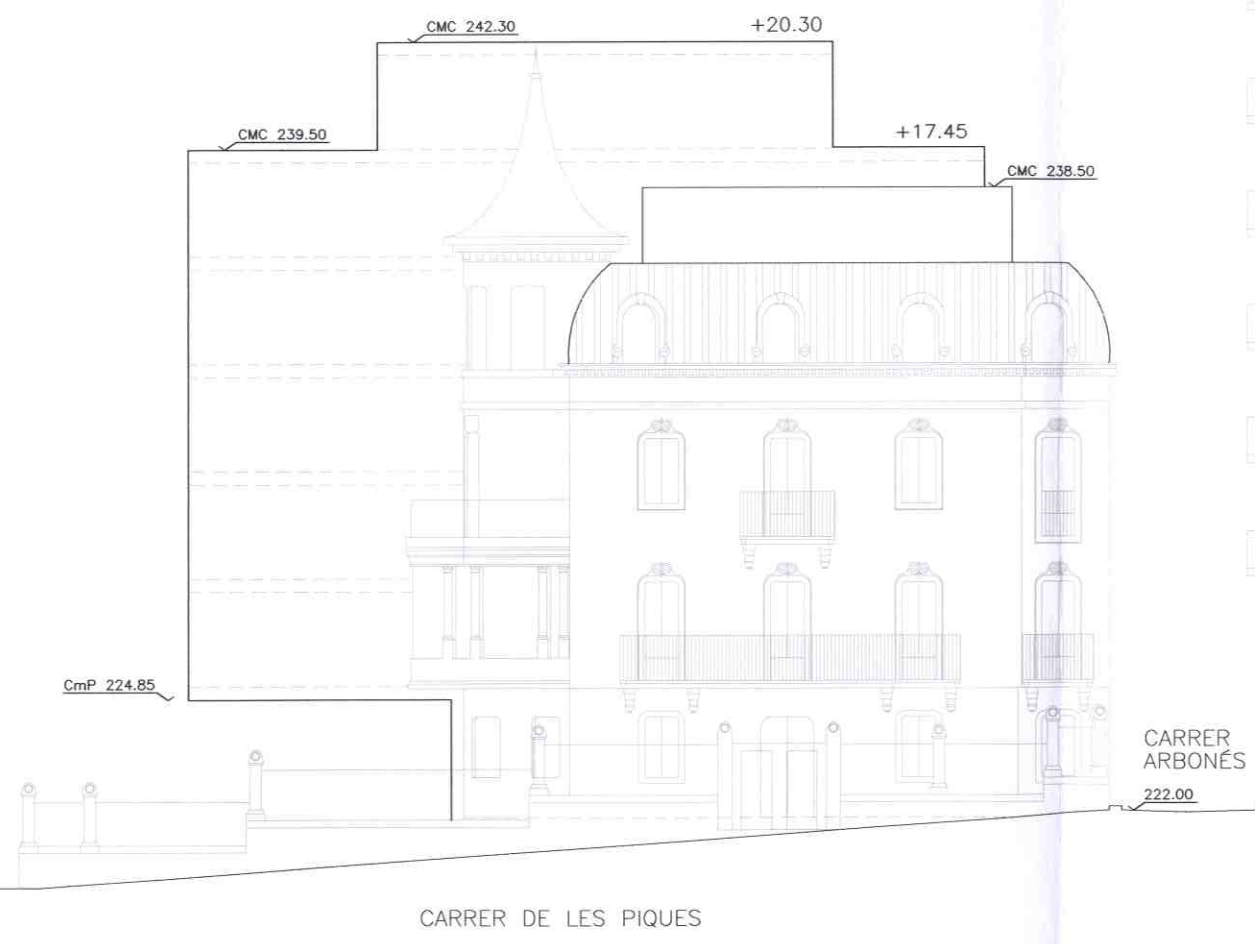 CMC 242.30
+20.30
CMC 239.50
+17.45
CMC 238.50
CmP 224.85
CARRER
ARBONÉS
222.00
CARRER DE LES PIQUES